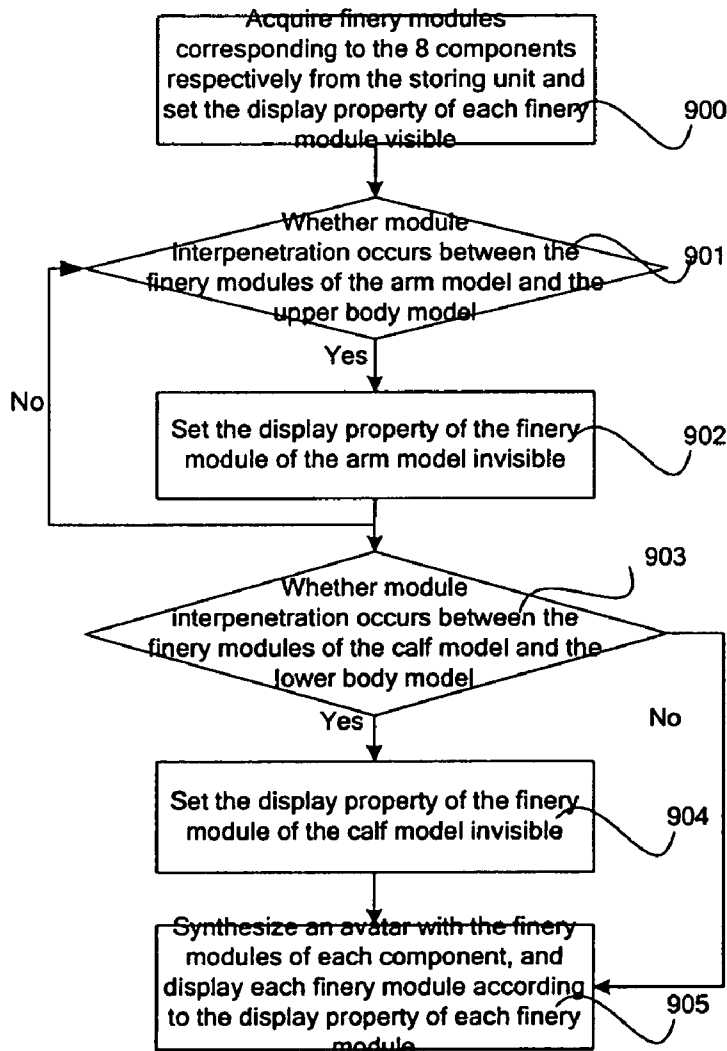 Acquire finery modules
corresponding to the 8 components
respectively from the storing unit and
set the display property of each finery
module visible
900
Whether module
interpenetration occurs between the
finery modules of the arm model and the
upper body model
901
Yes
No
Set the display property of the finery
module of the arm model invisible
902
Whether module
interpenetration occurs between the
finery modules of the calf model and the
lower body model
903
Yes
No
Set the display property of the finery
module of the calf model invisible
904
Synthesize an avatar with the finery
modules of each component, and
display each finery module according
to the display property of each finery
module
905